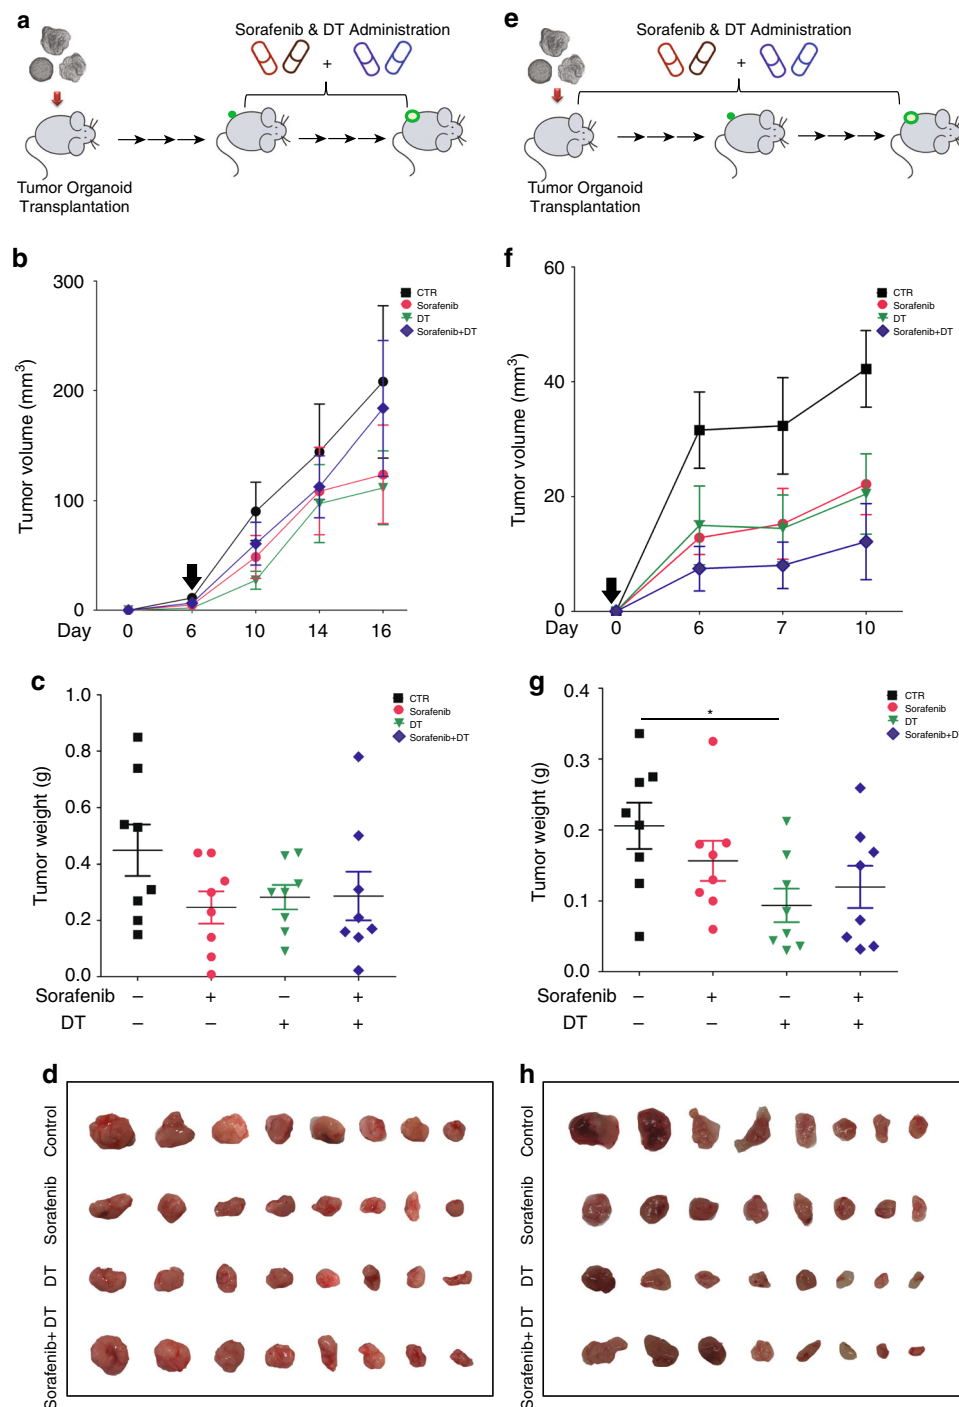 a
Sorafenib & DT Administration
+
Tumor Organoid
Transplantation
e
Sorafenib & DT Administration
+
Tumor Organoid
Transplantation
b
Tumor volume (mm³)
300
200
100
0
Day
0 6 10 14 16
CTR
Sorafenib
DT
Sorafenib+DT
f
Tumor volume (mm³)
60
40
20
0
Day
0 6 7 10
CTR
Sorafenib
DT
Sorafenib+DT
c
Tumor weight (g)
1.0
0.8
0.6
0.4
0.2
0.0
Sorafenib − + − +
DT − − + +
CTR
Sorafenib
DT
Sorafenib+DT
g
Tumor weight (g)
0.4
0.3
0.2
0.1
0.0
*
Sorafenib − + − +
DT − − + +
CTR
Sorafenib
DT
Sorafenib+DT
d
Control
Sorafenib
DT
Sorafenib+ DT
h
Control
Sorafenib
DT
Sorafenib+ DT